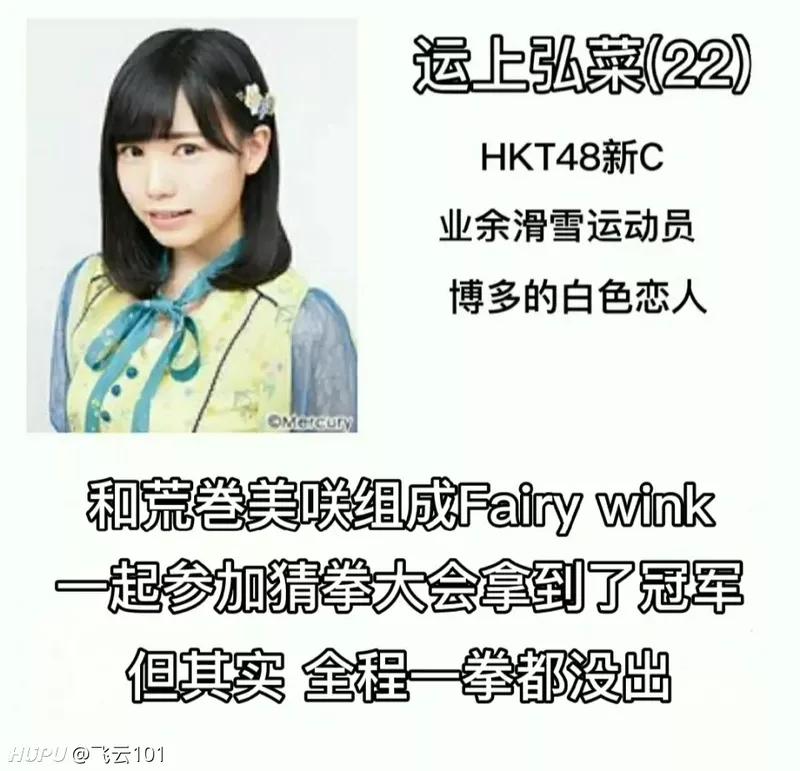 运上弘菜(22)
HKT48新C
业余滑雪运动员
博多的白色恋人
©Mercury
和荒巻美咲组成Fairy wink
一起参加猜拳大会拿到了冠军
但其实 全程一拳都没出
HUPU @飞云101